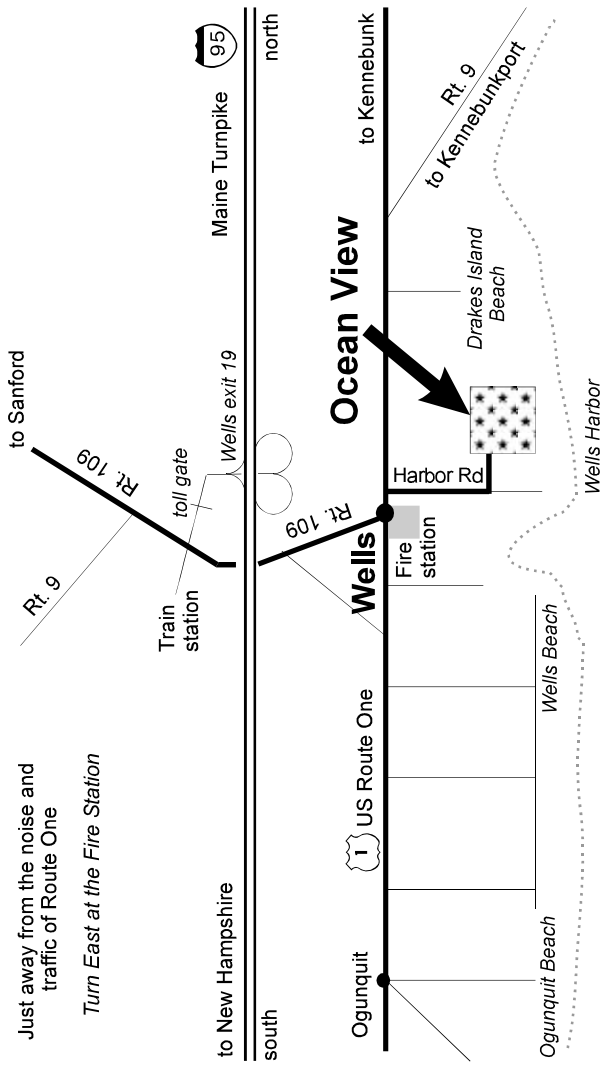 Just away from the noise and
traffic of Route One
Turn East at the Fire Station
Rt. 9
to Sanford
Rt. 109
Train
station
toll gate
Wells exit 19
Maine Turnpike
95
to New Hampshire
south
north
Rt. 109
Ocean View
Wells
Ogunquit
1
US Route One
to Kennebunk
Harbor Rd
Fire
station
Rt. 9
to Kennebunkport
Drakes Island
Beach
Ogunquit Beach
Wells Beach
Wells Harbor